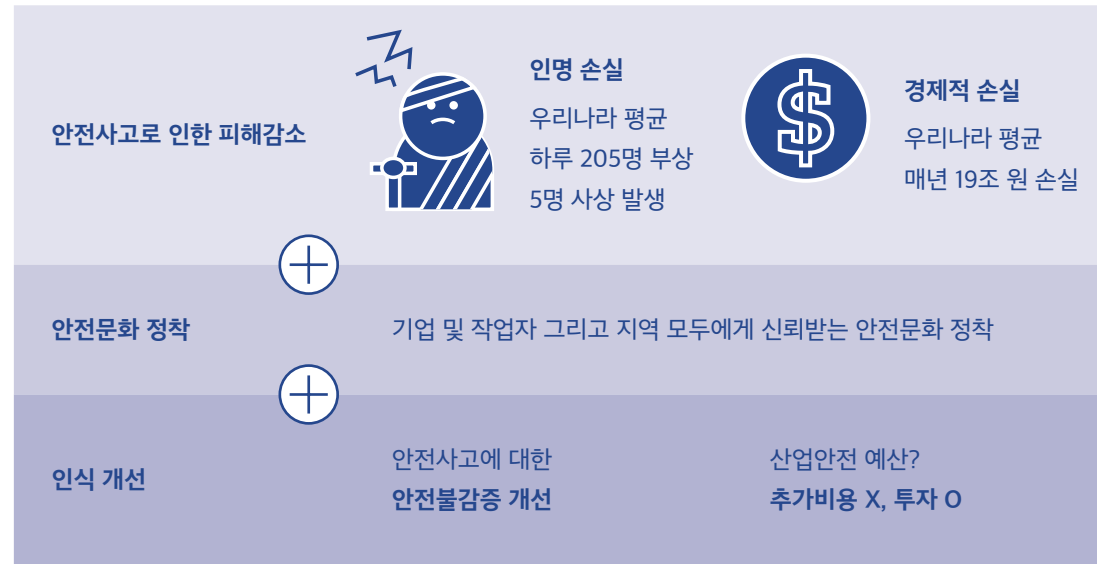 안전사고로 인한 피해감소
인명 손실
우리나라 평균
하루 205명 부상
5명 사상 발생
$
경제적 손실
우리나라 평균
매년 19조 원 손실
안전문화 정착
기업 및 작업자 그리고 지역 모두에게 신뢰받는 안전문화 정착
인식 개선
안전사고에 대한
안전불감증 개선
산업안전 예산?
추가비용 X, 투자 O